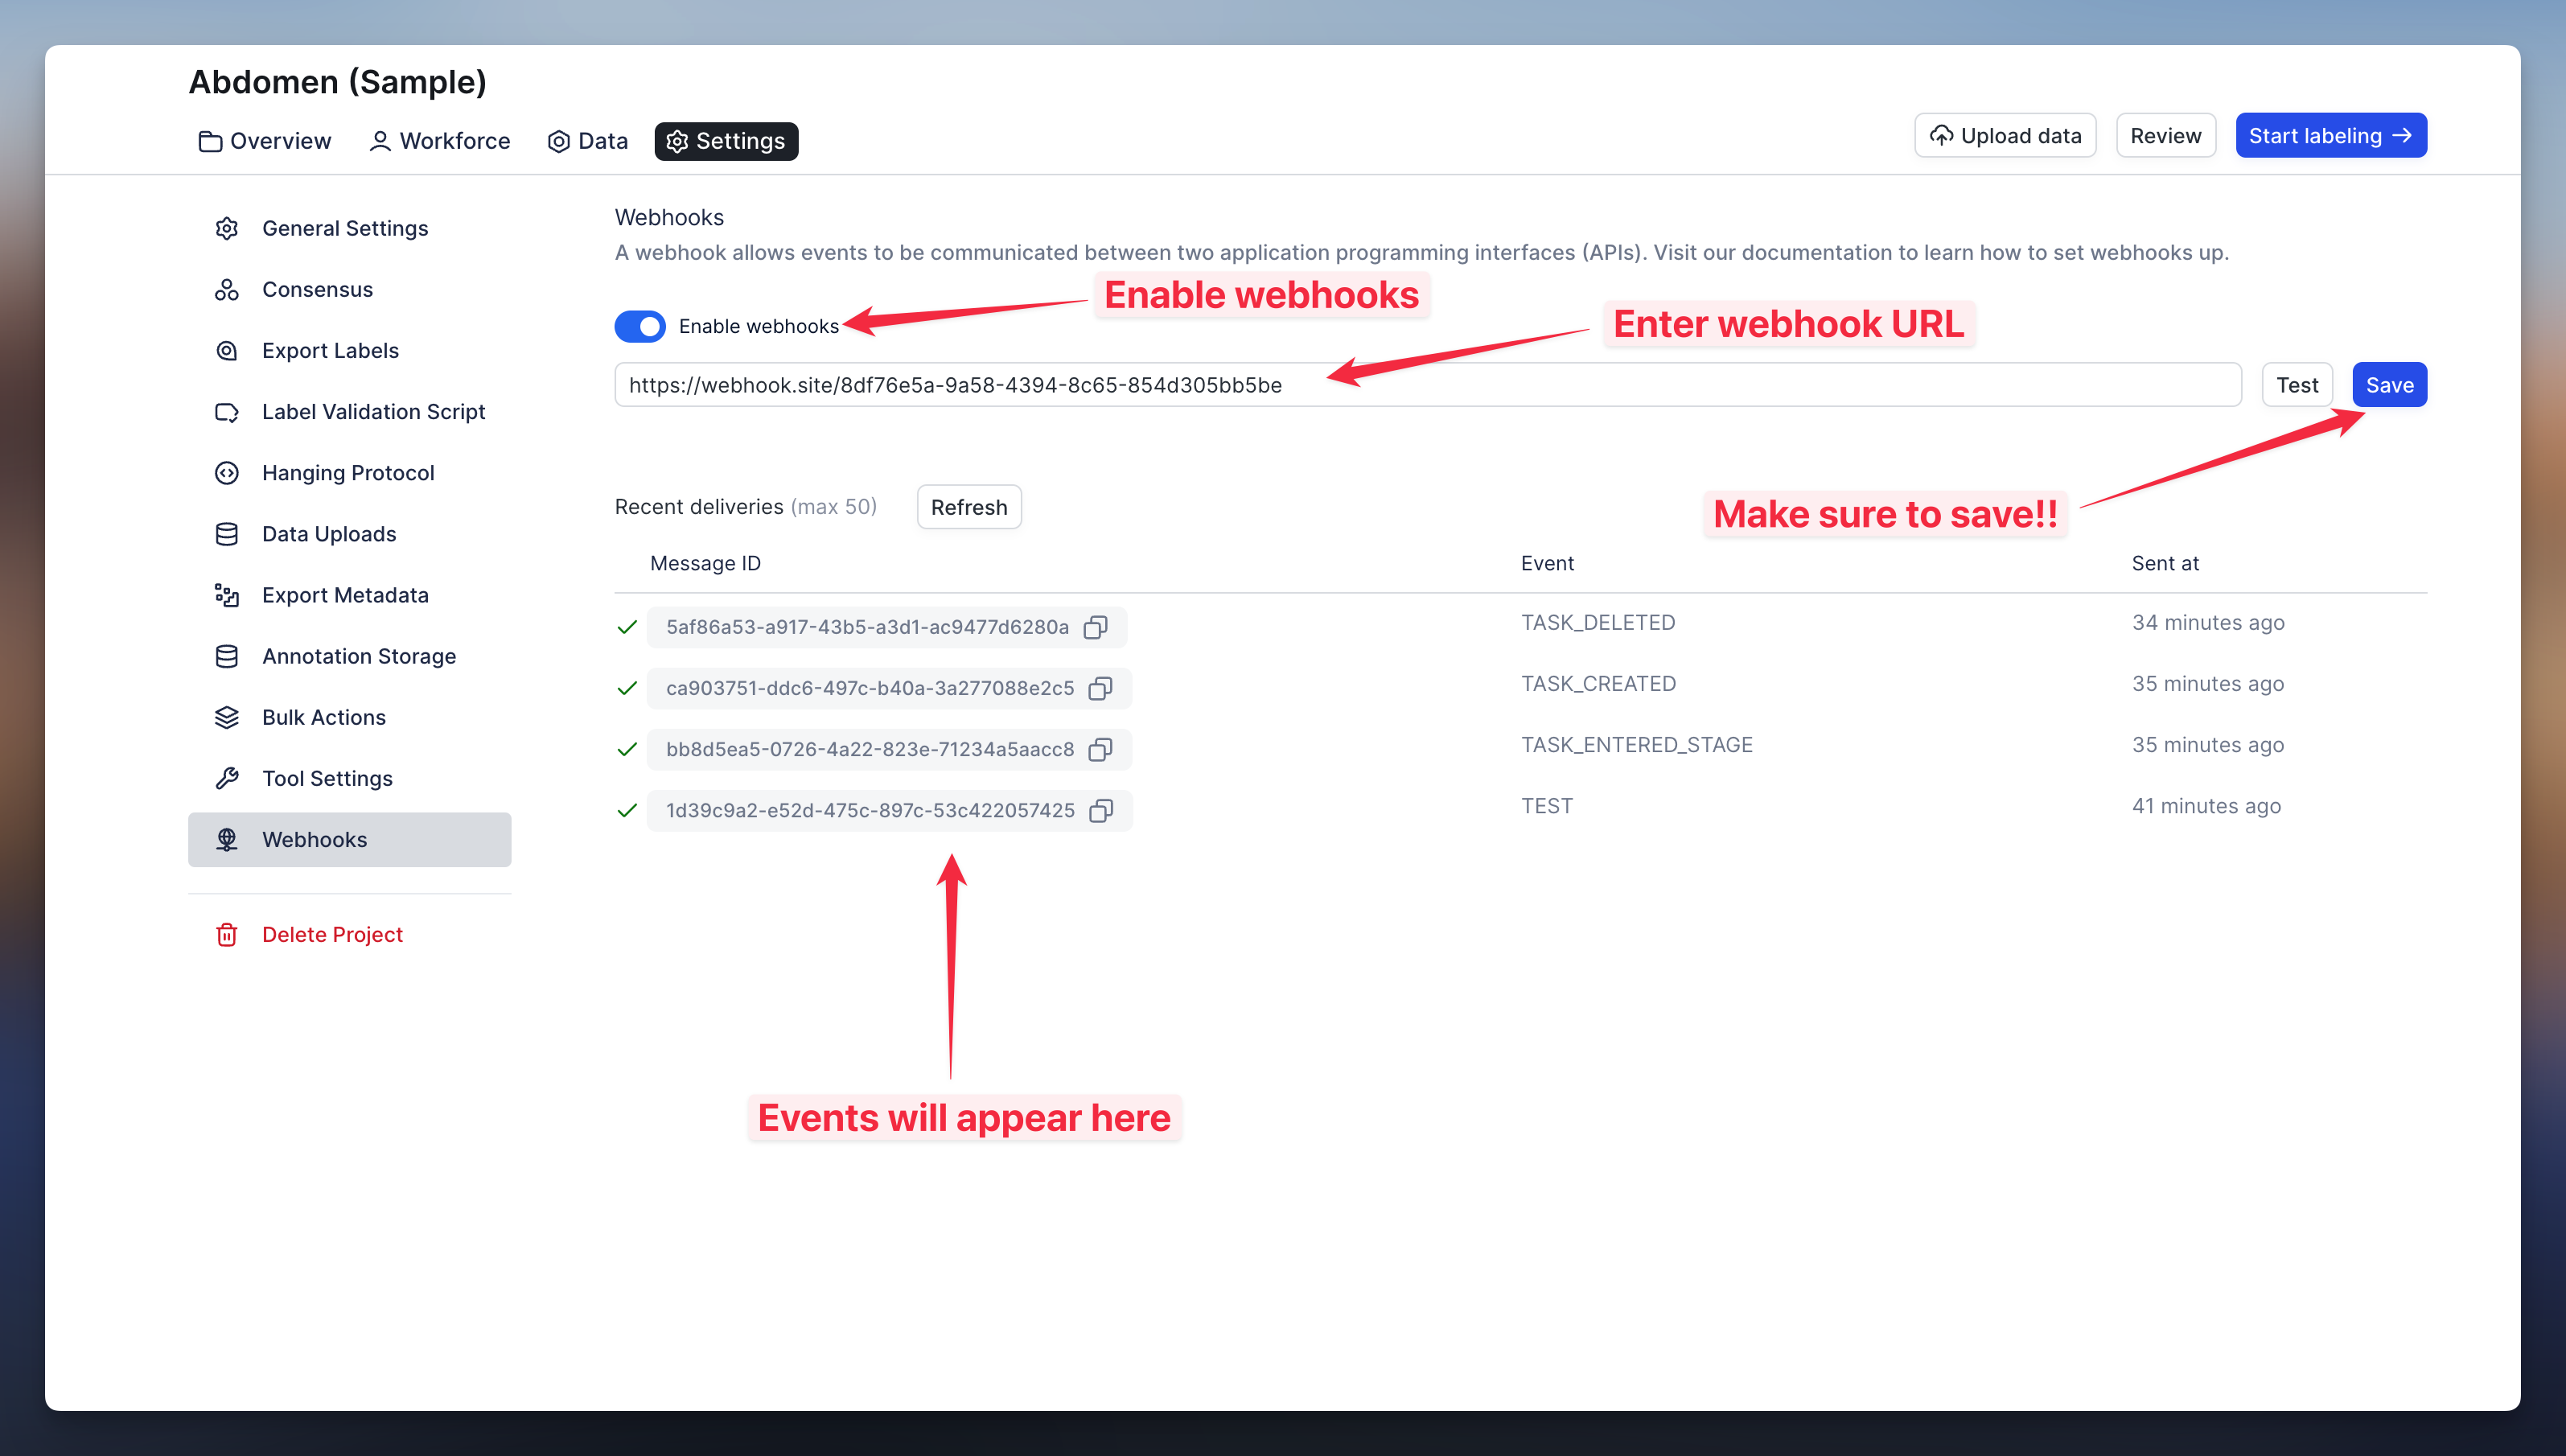 Abdomen (Sample)
Overview
Workforce
Data
Settings
Upload data
Review
Start labeling
General Settings
Consensus
Export Labels
Label Validation Script
Hanging Protocol
Data Uploads
Export Metadata
Annotation Storage
Bulk Actions
Tool Settings
Webhooks
Delete Project
Webhooks
A webhook allows events to be communicated between two application programming interfaces (APIs). Visit our documentation to learn how to set webhooks up.
Enable webhooks
Enable webhooks
Enter webhook URL
https://webhook.site/8df76e5a-9a58-4394-8c65-854d305bb5be
Test
Save
Make sure to save!!
Recent deliveries (max 50)
Refresh
Message ID
Event
Sent at
5af86a53-a917-43b5-a3d1-ac9477d6280a
TASK_DELETED
34 minutes ago
ca903751-ddc6-497c-b40a-3a277088e2c5
TASK_CREATED
35 minutes ago
bb8d5ea5-0726-4a22-823e-71234a5aacc8
TASK_ENTERED_STAGE
35 minutes ago
1d39c9a2-e52d-475c-897c-53c422057425
TEST
41 minutes ago
Events will appear here